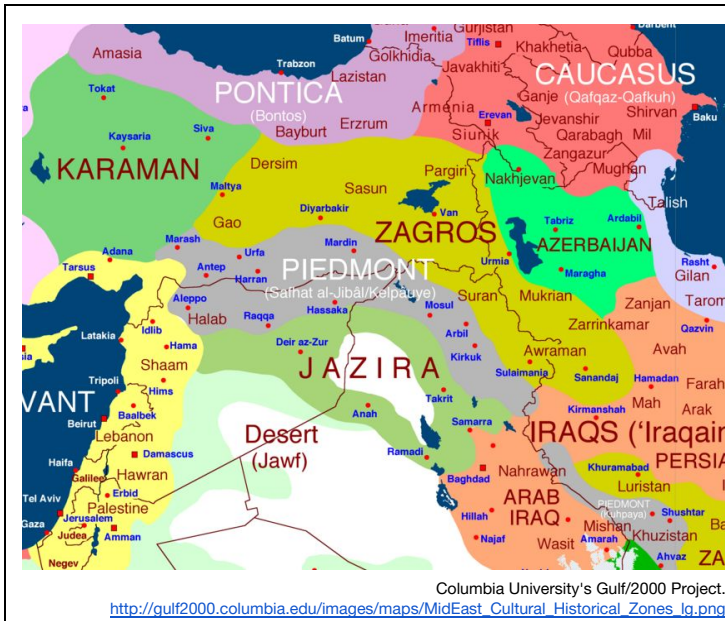 Gurjistan
Darbent
Batum
Imeritia
Tiflis
Khakhetia
Qubba
Golkhidia
Amasia
Trabzon
Lazistan
Javakhiti
CAUCASUS
(Qafqaz-Qafkuh)
Tokat
PONTICA
(Bontos)
Armenia
Ganje
Shirvan
Erevan
Jevanshir
Baku
Kaysaria
Siva
Bayburt
Erzrum
Siunik
Qarabagh
Mil
Zangazur
KARAMAN
Dersim
Pargiri
Mughan
Nakhjevan
Maltya
Sasun
Talish
Gao
Diyarbakir
Van
Tabriz
Ardabil
ZAGROS
AZERBAIJAN
Marash
Urfa
Mardin
Adana
Urmia
Rasht
Tarsus
Antep
Harran
PIEDMONT
(Safhat al-Jibâl/Kelpauye)
Maragha
Gilan
Suran
Mukrian
Aleppo
Halab
Raqqa
Hassaka
Mosul
Zanjan
Tarom
Idlib
Arbil
Zarrinkamar
Qazvin
Latakia
Hama
Deir az-Zur
Kirkuk
Awraman
Avah
Shaam
JAZIRA
Sulaimania
Sanandaj
Hamadan
Farah
Tripoli
Hims
Takrit
Mah
VANT
Baalbek
Anah
Kirmanshah
Arak
Beirut
Lebanon
Samarra
Desert
(Jawf)
IRAQS ('Iraqain
Damascus
Ramadi
PERSIA
Haifa
Galilee
Hawran
Baghdad
Nahrawan
Khuramabad
Luristan
Tel Aviv
Erbid
Palestine
ARAB
IRAQ
PIEDMONT
(Kuhpaya)
Shushtar
Gaza
Jerusalem
Hillah
Mishan
Ba
Judea
Amman
Najaf
Wasit
Amarah
Khuzistan
Negev
Ahvaz
ZA
Columbia University's Gulf/2000 Project.
http://gulf2000.columbia.edu/images/maps/MidEast_Cultural_Historical_Zones_lg.png